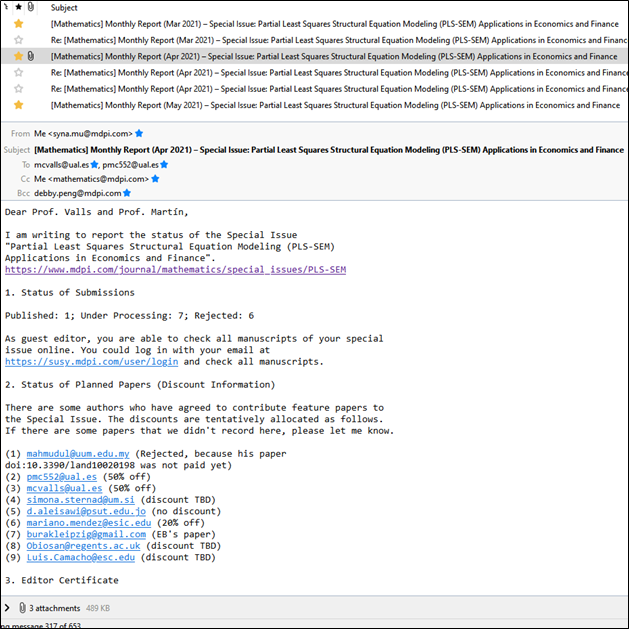 Subject
[Mathematics] Monthly Report (Mar 2021) – Special Issue: Partial Least Squares Structural Equation Modeling (PLS-SEM) Applications in Economics and Finance
Re: [Mathematics] Monthly Report (Mar 2021) – Special Issue: Partial Least Squares Structural Equation Modeling (PLS-SEM) Applications in Economics and Finance
[Mathematics] Monthly Report (Apr 2021) – Special Issue: Partial Least Squares Structural Equation Modeling (PLS-SEM) Applications in Economics and Finance
Re: [Mathematics] Monthly Report (Apr 2021) – Special Issue: Partial Least Squares Structural Equation Modeling (PLS-SEM) Applications in Economics and Finance
Re: [Mathematics] Monthly Report (Apr 2021) – Special Issue: Partial Least Squares Structural Equation Modeling (PLS-SEM) Applications in Economics and Finance
[Mathematics] Monthly Report (May 2021) – Special Issue: Partial Least Squares Structural Equation Modeling (PLS-SEM) Applications in Economics and Finance
From Me <syna.mu@mdpi.com>
Subject [Mathematics] Monthly Report (Apr 2021) – Special Issue: Partial Least Squares Structural Equation Modeling (PLS-SEM) Applications in Economics and Finance
To mcvalls@ual.es, pmc552@ual.es
Cc Me <mathematics@mdpi.com>
Bcc debby.peng@mdpi.com
Dear Prof. Valls and Prof. Martín,
I am writing to report the status of the Special Issue
"Partial Least Squares Structural Equation Modeling (PLS-SEM)
Applications in Economics and Finance".
https://www.mdpi.com/journal/mathematics/special_issues/PLS-SEM
1. Status of Submissions
Published: 1; Under Processing: 7; Rejected: 6
As guest editor, you are able to check all manuscripts of your special
issue online. You could log in with your email at
https://susy.mdpi.com/user/login and check all manuscripts.
2. Status of Planned Papers (Discount Information)
There are some authors who have agreed to contribute feature papers to
the Special Issue. The discounts are tentatively allocated as follows.
If there are some papers that we didn't record here, please let me know.
(1) mahmudul@uum.edu.my (Rejected, because his paper
doi:10.3390/land10020198 was not paid yet)
(2) pmc552@ual.es (50% off)
(3) mcvalls@ual.es (50% off)
(4) simona.sternad@um.si (discount TBD)
(5) d.aleisawi@psut.edu.jo (no discount)
(6) mariano.mendez@esic.edu (20% off)
(7) burakleipzig@gmail.com (EB's paper)
(8) Obiosan@regents.ac.uk (discount TBD)
(9) Luis.Camacho@esc.edu (discount TBD)
3. Editor Certificate
3 attachments 489 KB
ng message 317 of 653